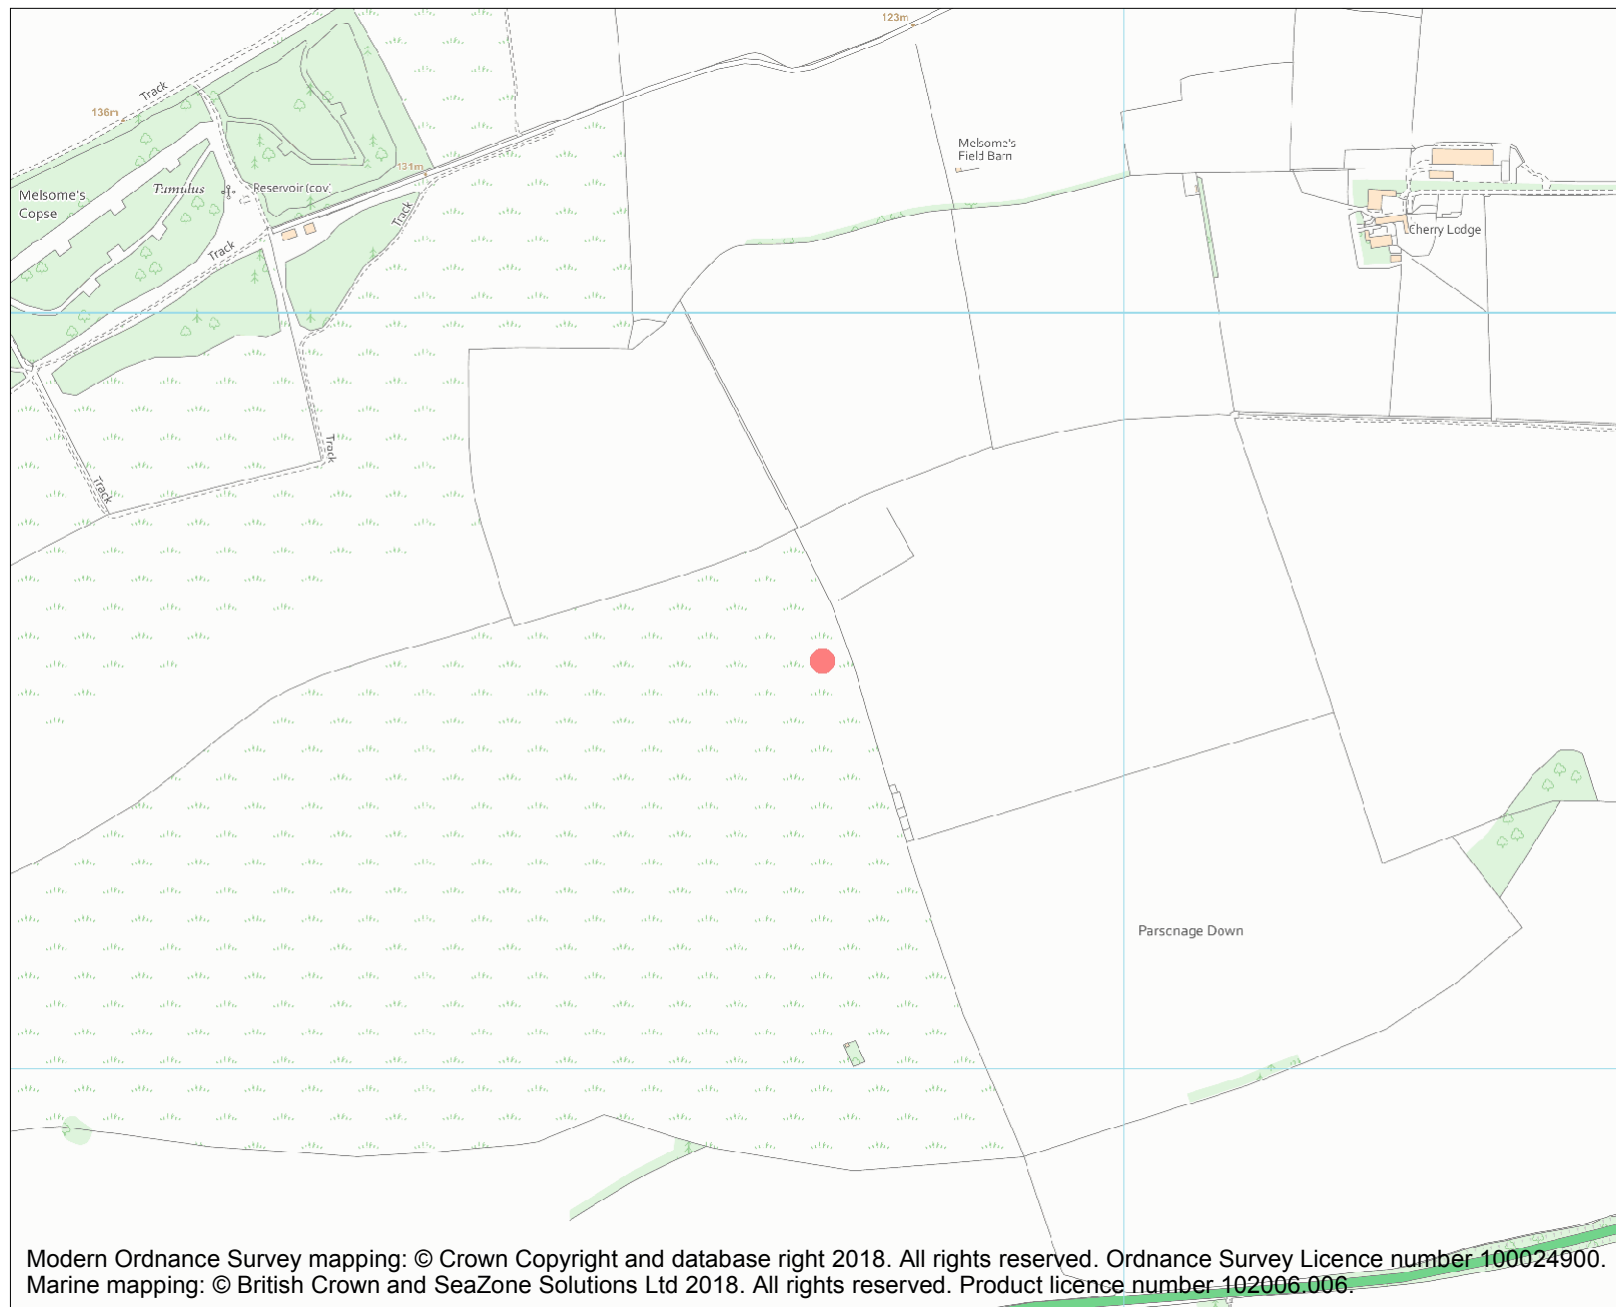 123m
Track
136m
Melsome's
Field Barn
131m
Tumulus
Reservoir (cov)
Melsome's
Copse
Track
Track
Cherry Lodge
Track
Track
Parsonage Down
Modern Ordnance Survey mapping: © Crown Copyright and database right 2018. All rights reserved. Ordnance Survey Licence number 100024900.
Marine mapping: © British Crown and SeaZone Solutions Ltd 2018. All rights reserved. Product licence number 102006.006.